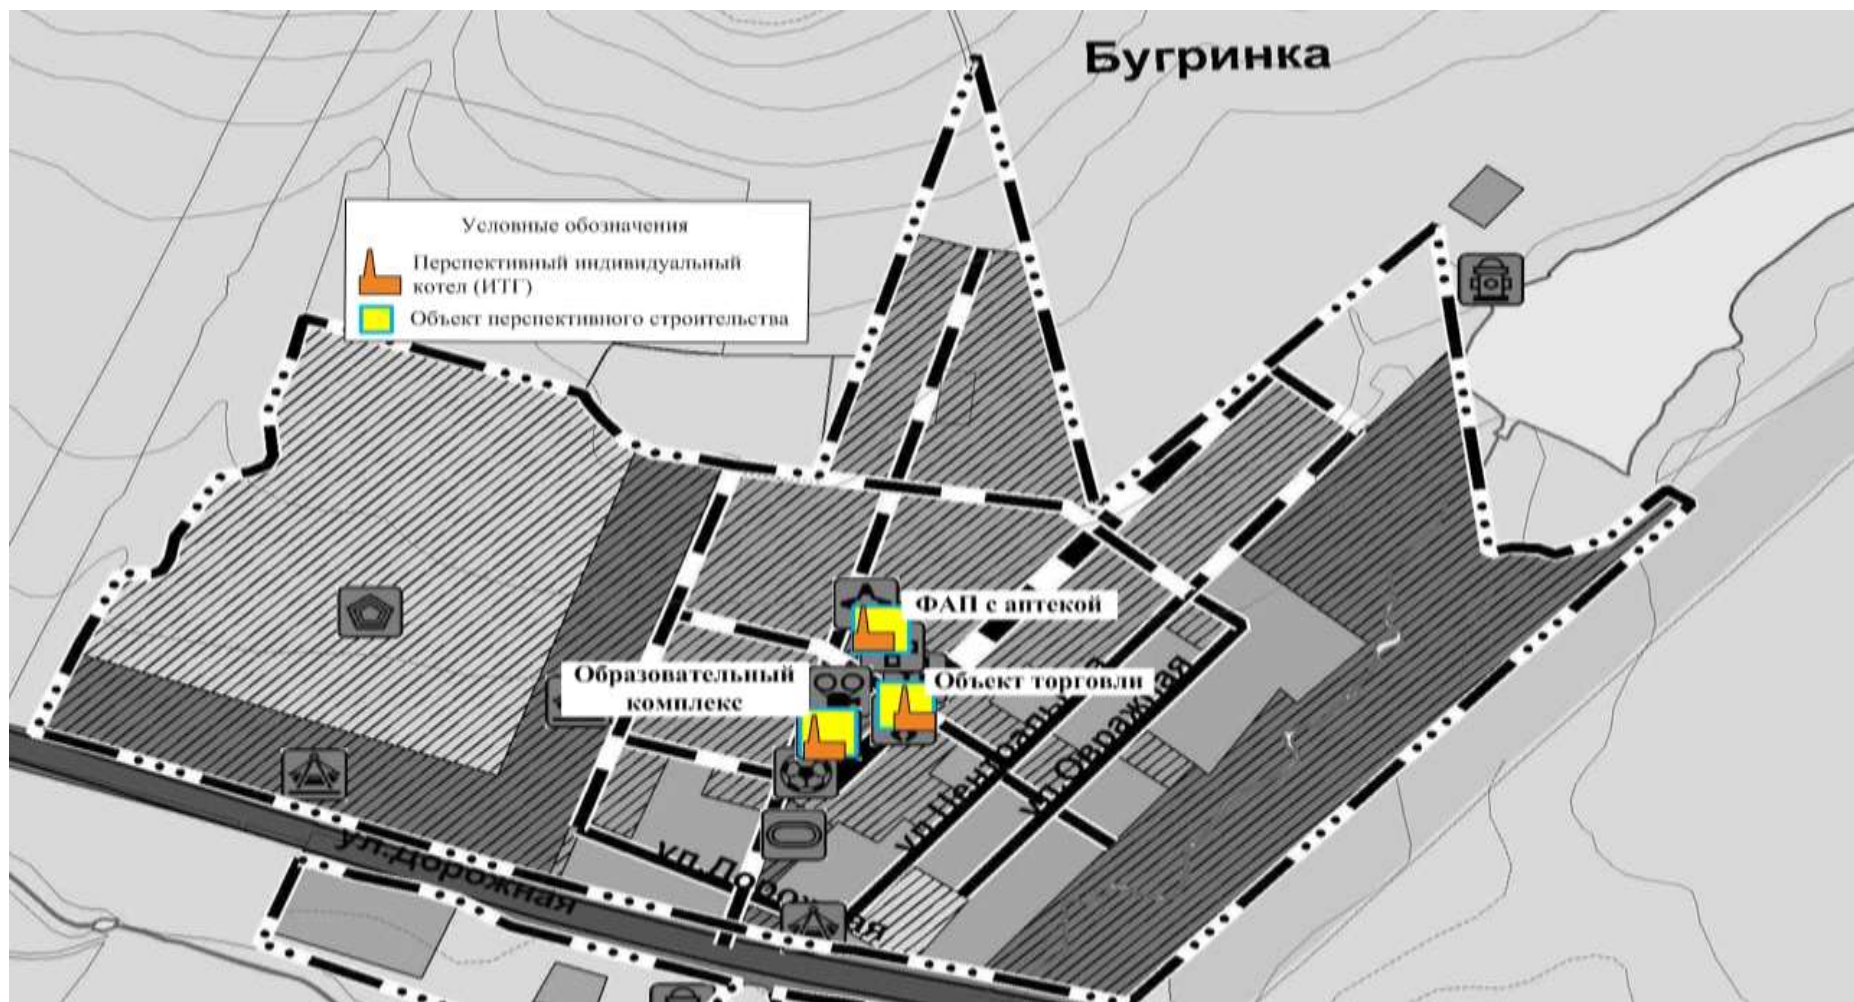 Бугринка
Условные обозначения
Перспективный индивидуальный
котел (ИТГ)
Объект перспективного строительства
ФАП с аптекой
Образовательный
комплекс
Объект торговли
ул.Центральная
ул.Овражная
ул.Дорожная
ул.дорожная